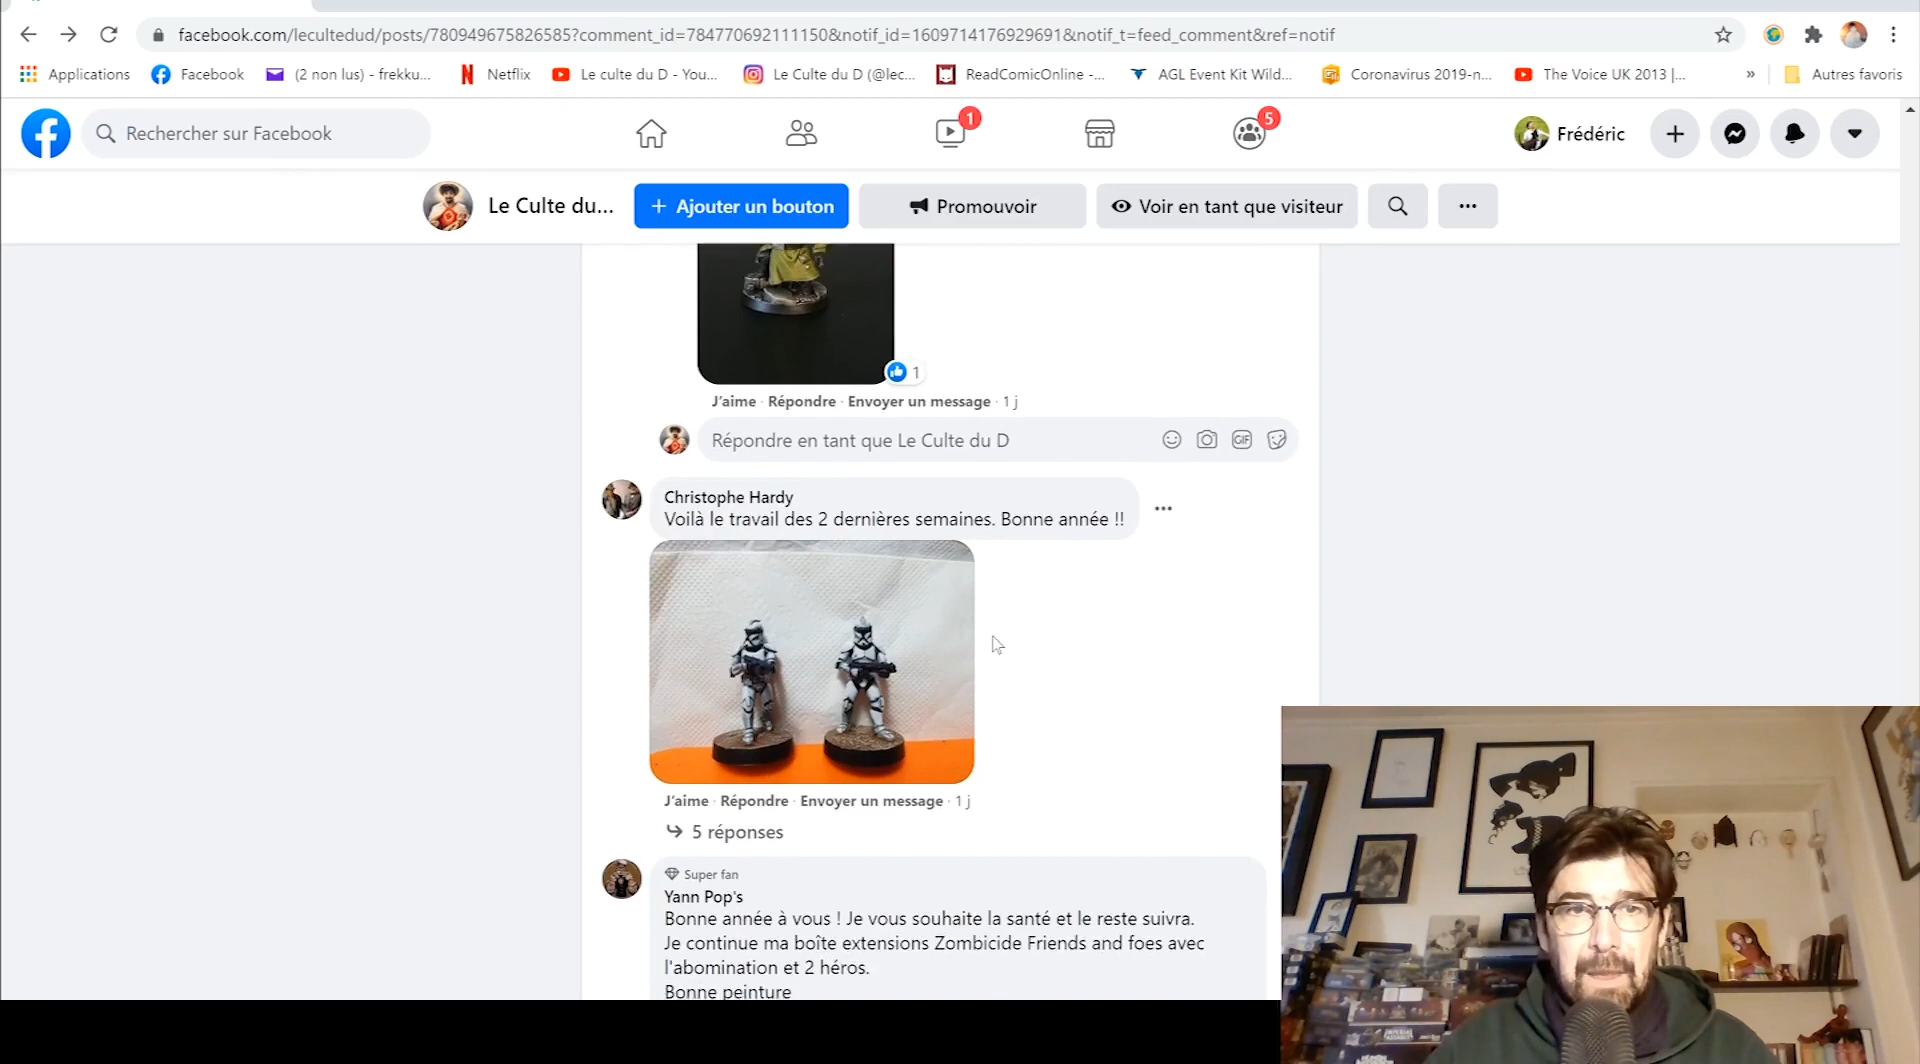 facebook.com/lecultedud/posts/780949675826585?comment_id=784770692111150&notif_id=1609714176929691&notif_t=feed_comment&ref=notif
Applications Facebook (2 non lus) - frekku... Netflix Le culte du D - You... Le Culte du D (@lec... ReadComicOnline -... AGL Event Kit Wild... Coronavirus 2019-n... The Voice UK 2013 |... » Autres favoris
Rechercher sur Facebook 1 5 Frédéric
Le Culte du... + Ajouter un bouton Promouvoir Voir en tant que visiteur ...
1
J'aime · Répondre · Envoyer un message · 1 j
Répondre en tant que Le Culte du D GIF
Christophe Hardy
Voilà le travail des 2 dernières semaines. Bonne année !!
J'aime · Répondre · Envoyer un message · 1 j
5 réponses
Super fan
Yann Pop's
Bonne année à vous ! Je vous souhaite la santé et le reste suivra.
Je continue ma boîte extensions Zombicide Friends and foes avec
l'abomination et 2 héros.
Bonne peinture